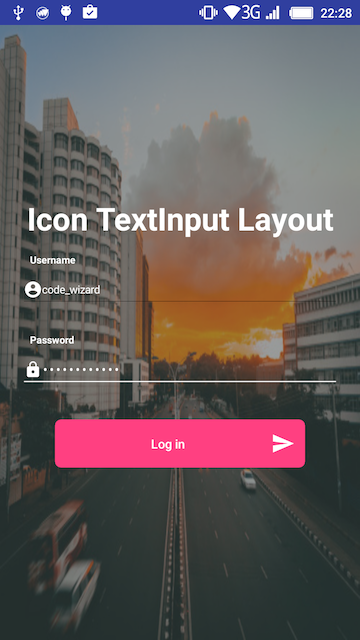 3G 22:28
Icon TextInput Layout
Username
code_wizard
Password
Log in